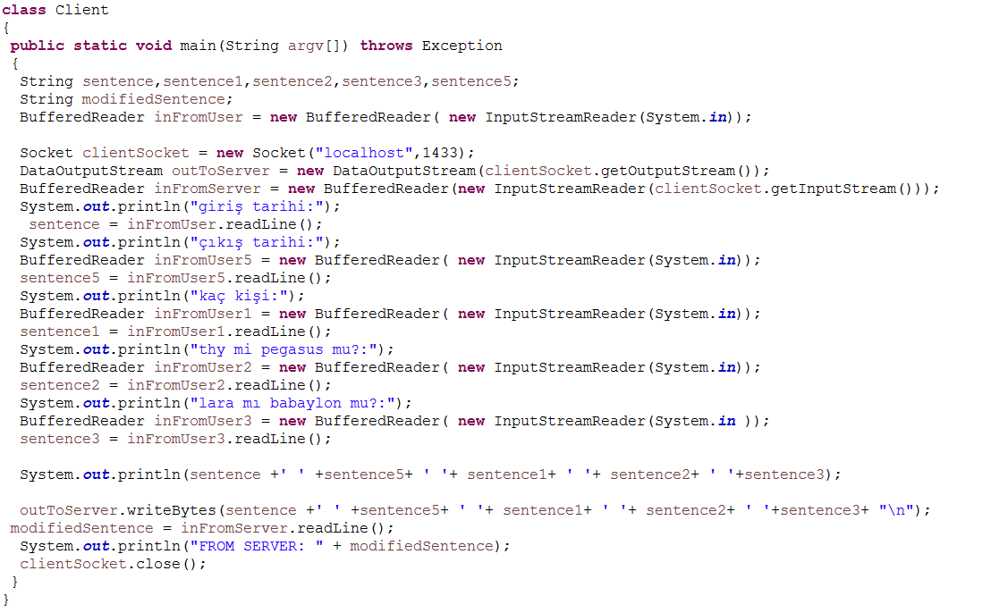 class Client
{
public static void main(String argv[]) throws Exception
{
String sentence,sentence1,sentence2,sentence3,sentence5;
String modifiedSentence;
BufferedReader inFromUser = new BufferedReader( new InputStreamReader(System.in));
Socket clientSocket = new Socket("localhost",1433);
DataOutputStream outToServer = new DataOutputStream(clientSocket.getOutputStream());
BufferedReader inFromServer = new BufferedReader(new InputStreamReader(clientSocket.getInputStream()));
System.out.println("giriş tarihi:");
sentence = inFromUser.readLine();
System.out.println("çıkış tarihi:");
BufferedReader inFromUser5 = new BufferedReader( new InputStreamReader(System.in));
sentence5 = inFromUser5.readLine();
System.out.println("kaç kişi:");
BufferedReader inFromUser1 = new BufferedReader( new InputStreamReader(System.in));
sentence1 = inFromUser1.readLine();
System.out.println("thy mi pegasus mu?:");
BufferedReader inFromUser2 = new BufferedReader( new InputStreamReader(System.in));
sentence2 = inFromUser2.readLine();
System.out.println("lara mı babaylon mu?:");
BufferedReader inFromUser3 = new BufferedReader( new InputStreamReader(System.in ));
sentence3 = inFromUser3.readLine();
System.out.println(sentence +' ' +sentence5+ ' '+ sentence1+ ' '+ sentence2+ ' '+sentence3);
outToServer.writeBytes(sentence +' ' +sentence5+ ' '+ sentence1+ ' '+ sentence2+ ' '+sentence3+ "\n");
modifiedSentence = inFromServer.readLine();
System.out.println("FROM SERVER: " + modifiedSentence);
clientSocket.close();
}
}